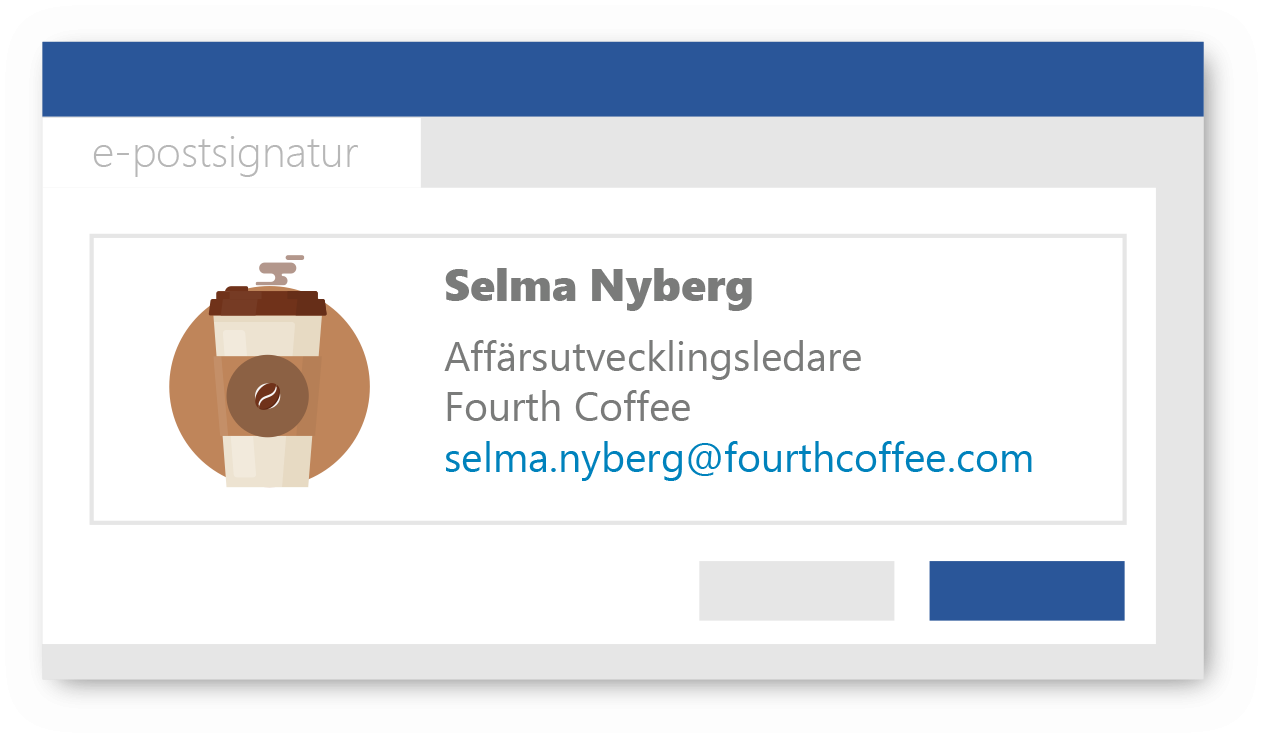 e-postsignatur
Selma Nyberg
Affärsutvecklingsledare
Fourth Coffee
selma.nyberg@fourthcoffee.com